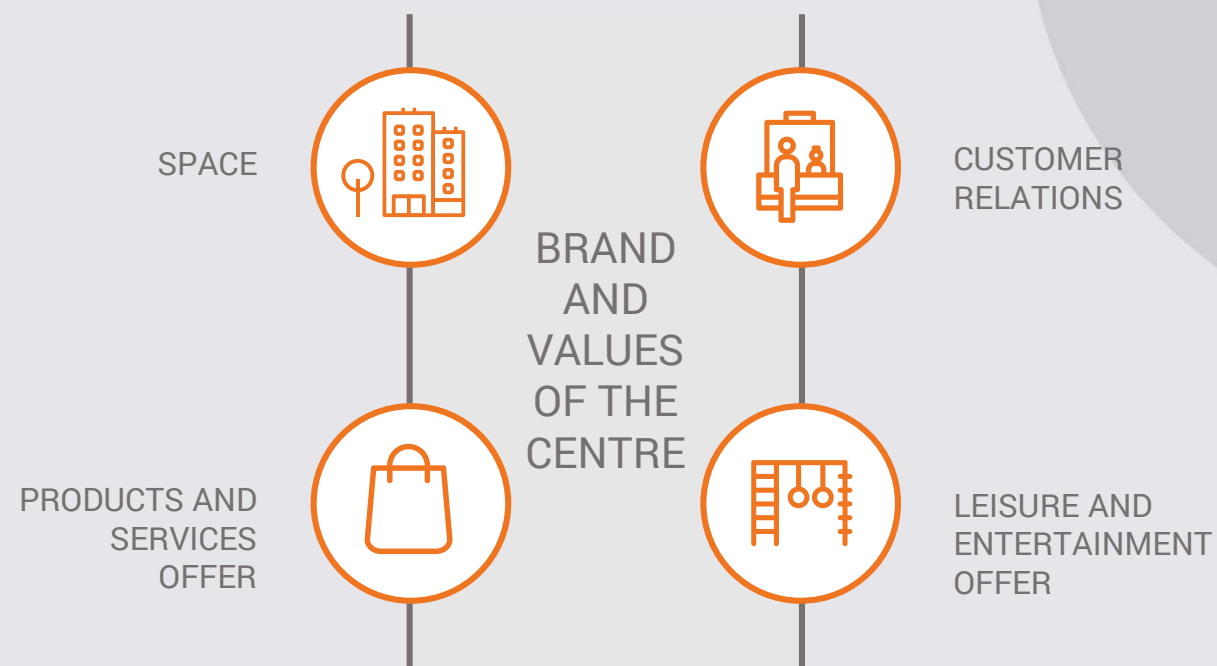 SPACE
CUSTOMER
RELATIONS
BRAND
AND
VALUES
OF THE
CENTRE
PRODUCTS AND
SERVICES
OFFER
LEISURE AND
ENTERTAINMENT
OFFER